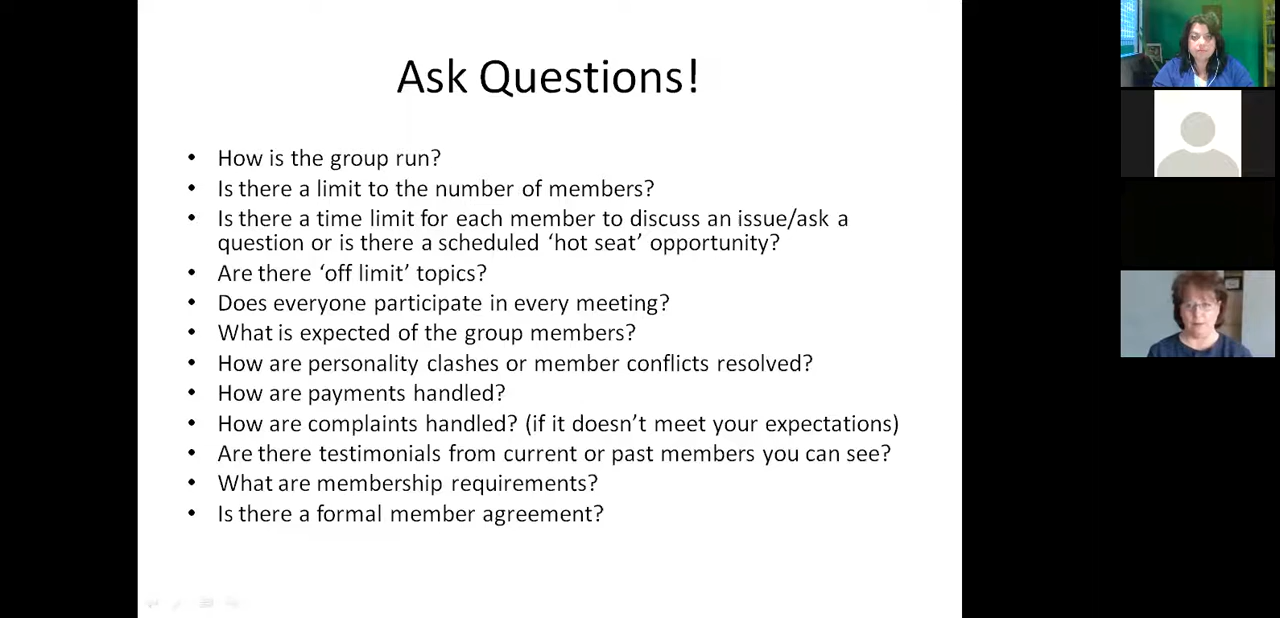 Ask Questions!
• How is the group run?
• Is there a limit to the number of members?
• Is there a time limit for each member to discuss an issue/ask a
question or is there a scheduled ‘hot seat’ opportunity?
• Are there ‘off limit’ topics?
• Does everyone participate in every meeting?
• What is expected of the group members?
• How are personality clashes or member conflicts resolved?
• How are payments handled?
• How are complaints handled? (if it doesn’t meet your expectations)
• Are there testimonials from current or past members you can see?
• What are membership requirements?
• Is there a formal member agreement?